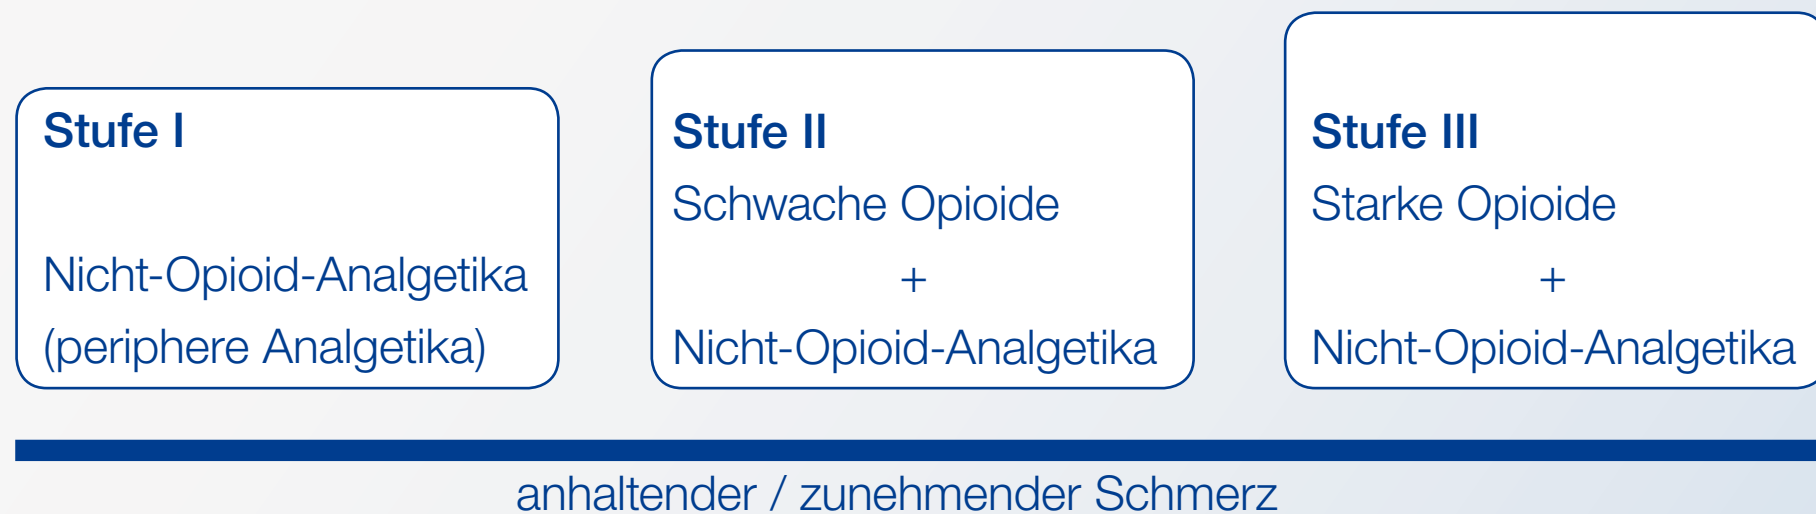 Stufe I
Nicht-Opioid-Analgetika
(periphere Analgetika)
Stufe II
Schwache Opioide
+
Nicht-Opioid-Analgetika
Stufe III
Starke Opioide
+
Nicht-Opioid-Analgetika
anhaltender / zunehmender Schmerz